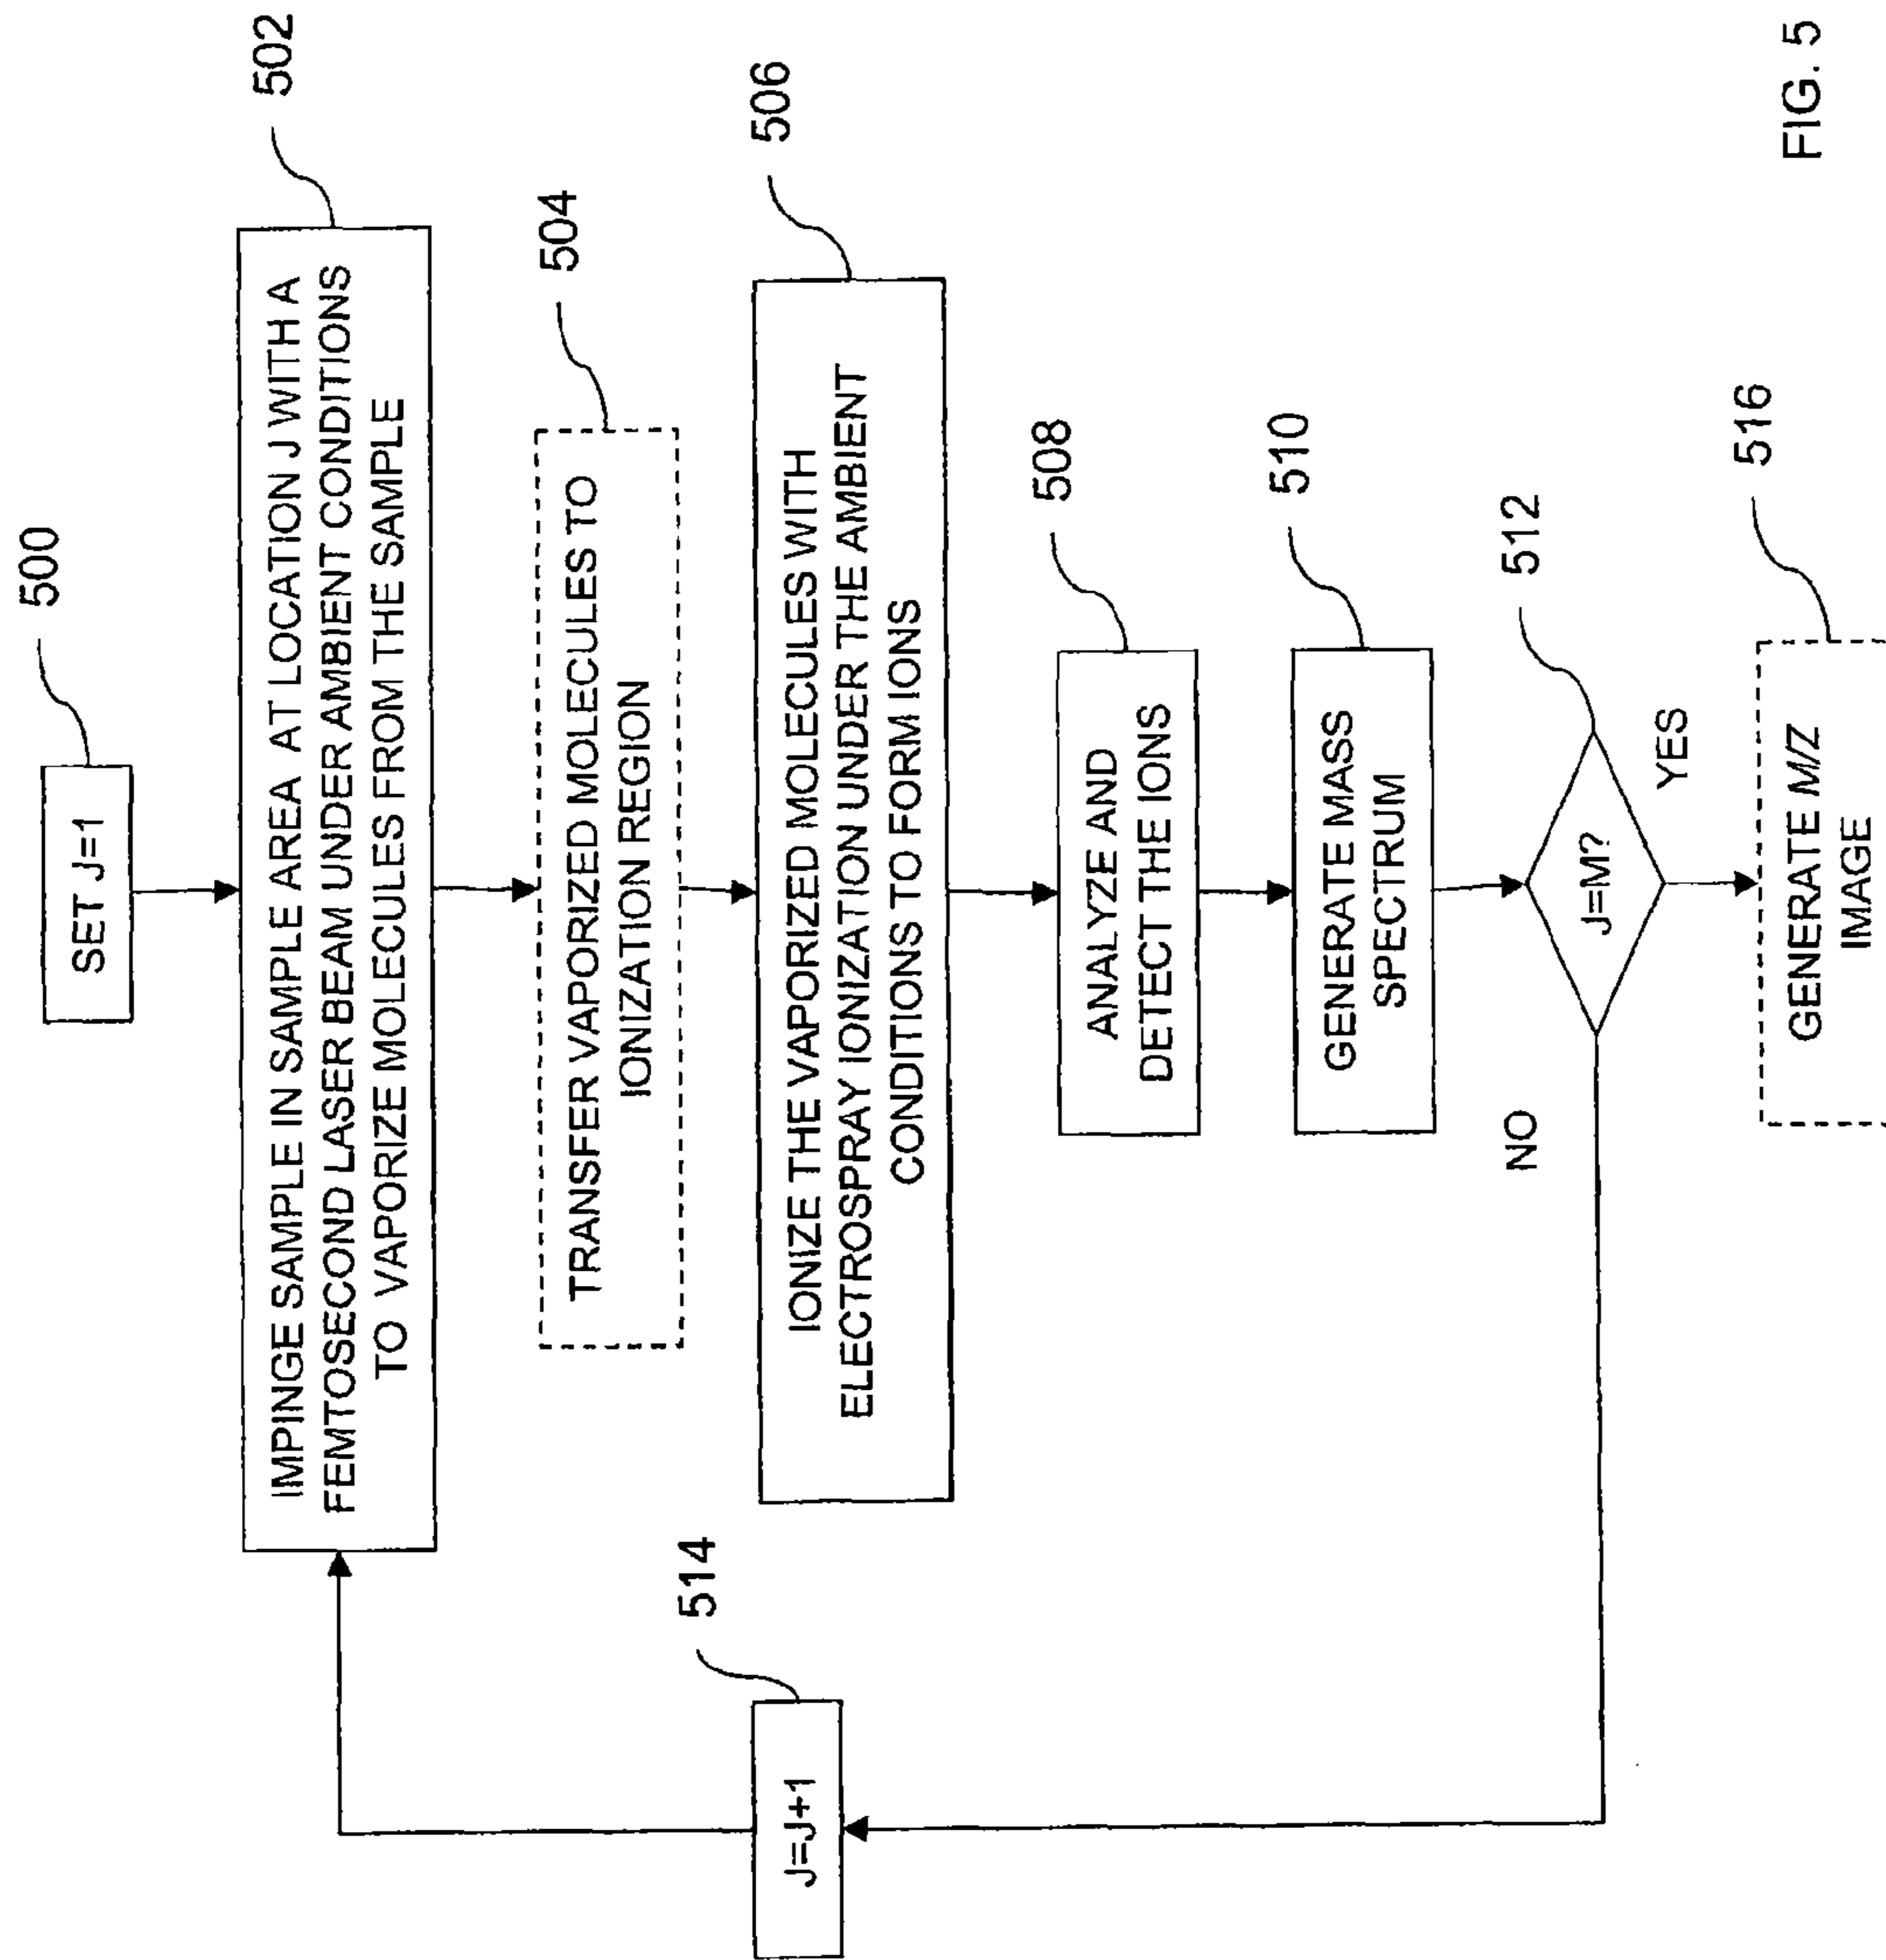 500
SET J=1
502
IMPINGE SAMPLE IN SAMPLE AREA AT LOCATION J WITH A
FEMTOSECOND LASER BEAM UNDER AMBIENT CONDITIONS
TO VAPORIZE MOLECULES FROM THE SAMPLE
504
TRANSFER VAPORIZED MOLECULES TO
IONIZATION REGION
506
IONIZE THE VAPORIZED MOLECULES WITH
ELECTROSPRAY IONIZATION UNDER THE AMBIENT
CONDITIONS TO FORM IONS
514
J=J+1
508
ANALYZE AND
DETECT THE IONS
510
GENERATE MASS
SPECTRUM
512
J=M?
NO
YES
516
GENERATE M/Z
IMAGE
FIG. 5